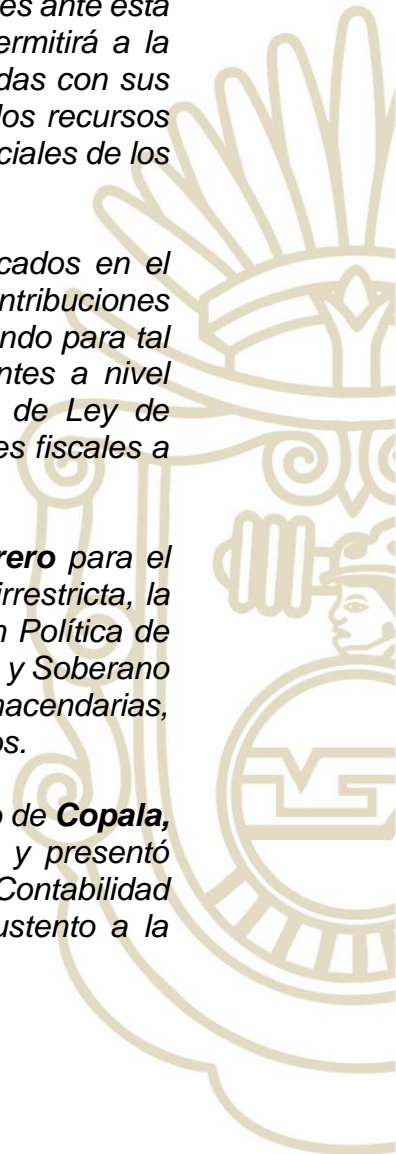 es ante esta
ermitirá a la
das con sus
los recursos
ciales de los
cados en el
ntribuciones
ndo para tal
ntes a nivel
de Ley de
es fiscales a
rero para el
irrestricta, la
n Política de
y Soberano
hacendarias,
os.
o de Copala,
y presentó
Contabilidad
ustento a la